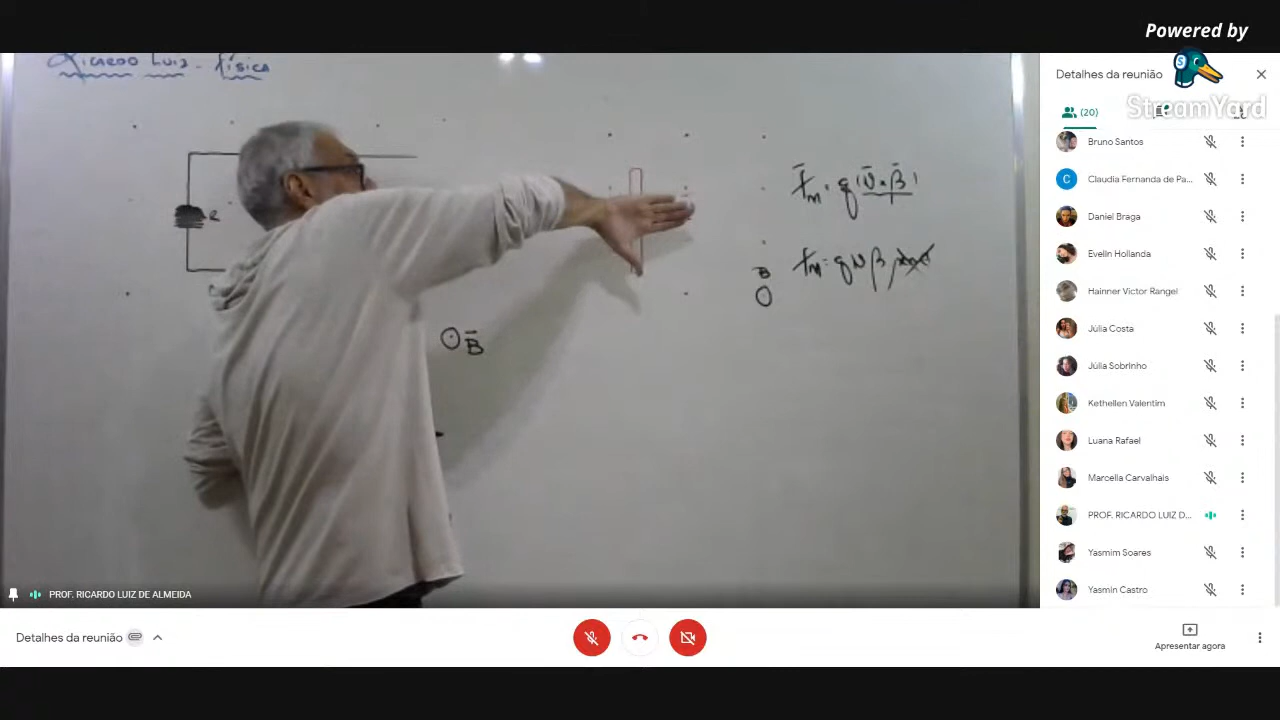 Powered by
StreamYard
RICARDO LUIZ - FÍSICA
R
B
F̄m = q(v̄ × B̄)
Fm = qvB
B̄
PROF. RICARDO LUIZ DE ALMEIDA
Detalhes da reunião
(20)
Bruno Santos
Claudia Fernanda de Pa...
Daniel Braga
Evelin Hollanda
Hainner Victor Rangel
Júlia Costa
Júlia Sobrinho
Kethellen Valentim
Luana Rafael
Marcella Carvalhais
PROF. RICARDO LUIZ D...
Yasmim Soares
Yasmin Castro
Detalhes da reunião
Apresentar agora